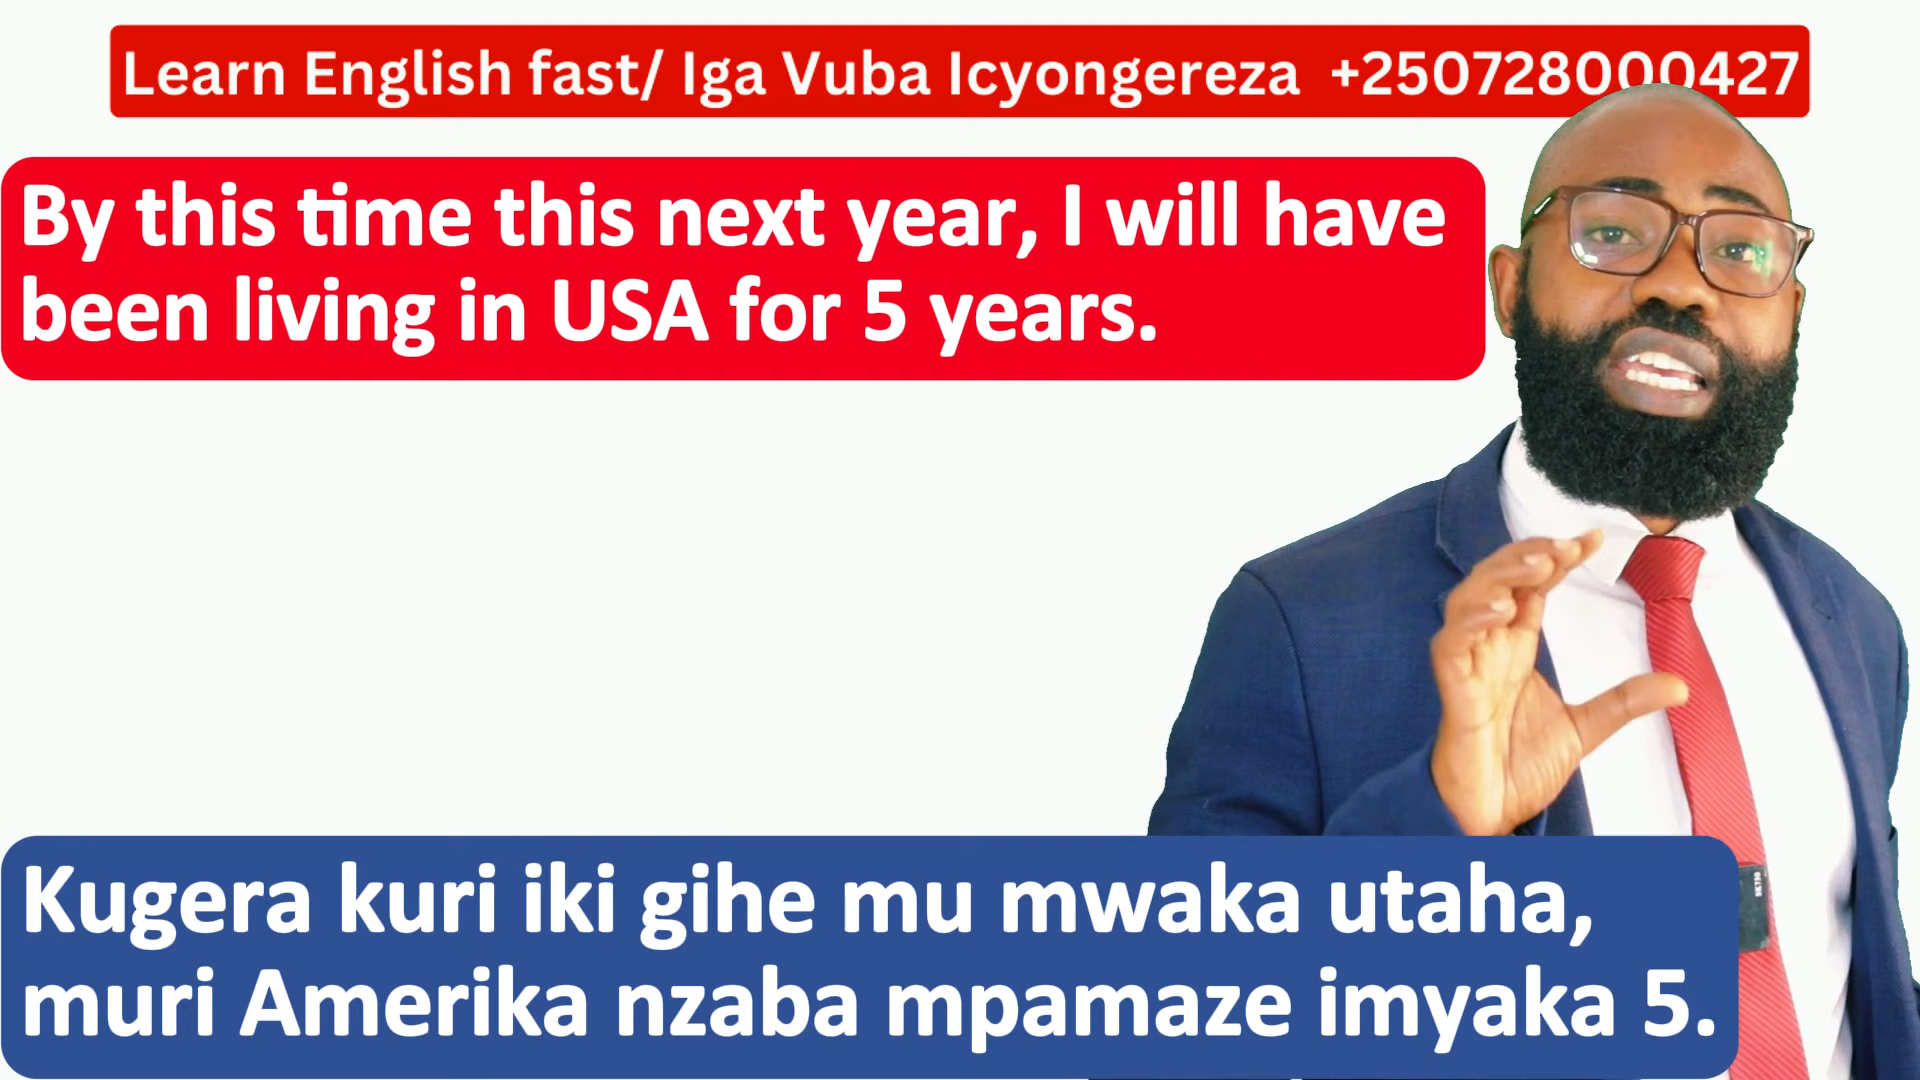 Learn English fast/ Iga Vuba Icyongereza +250728000427
By this time this next year, I will have
been living in USA for 5 years.
Kugera kuri iki gihe mu mwaka utaha,
muri Amerika nzaba mpamaze imyaka 5.